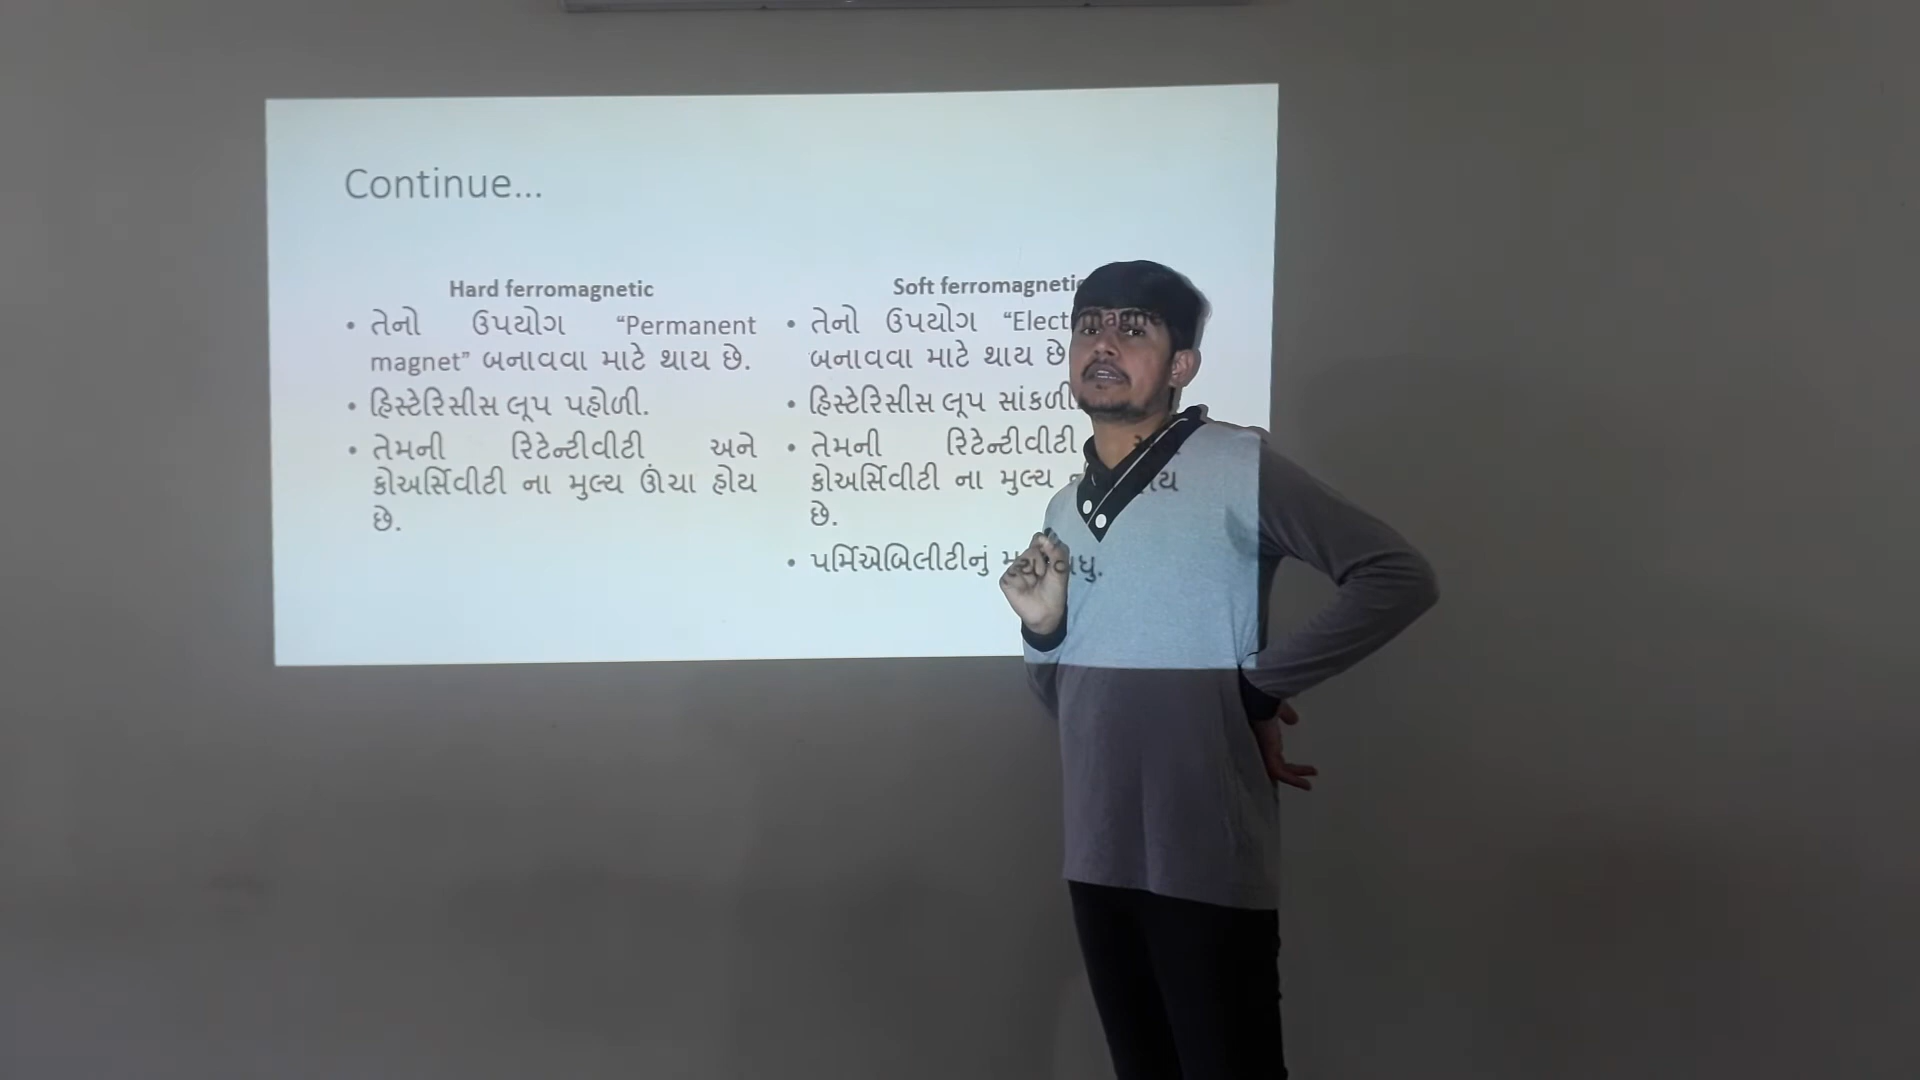 Continue...
Hard ferromagnetic
• તેનો ઉપયોગ “Permanent
magnet” બનાવવા માટે થાય છે.
• હિસ્ટેરિસીસ લૂપ પહોળી.
• તેમની રિટેન્ટીવીટી અને
કોઅર્સિવીટી ના મુલ્ય ઊંચા હોય
છે.
Soft ferromagnetic
• તેનો ઉપયોગ
બનાવવા માટે થાય છે
• હિસ્ટેરિસીસ લૂપ સાંકળી.
• તેમની રિટેન્ટીવીટી
કોઅર્સિવીટી ના મુલ્ય
છે.
• પર્મિએબિલીટીનું વધુ.